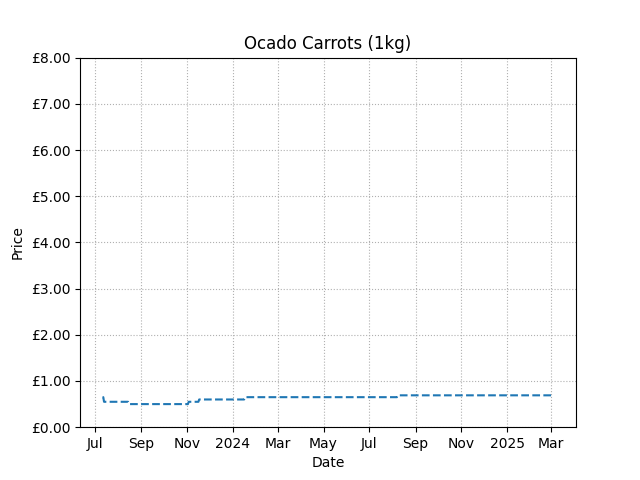 Ocado Carrots (1kg)
£8.00
£7.00
£6.00
£5.00
£4.00
£3.00
£2.00
£1.00
£0.00
Price
Jul Sep Nov 2024 Mar May Jul Sep Nov 2025 Mar
Date